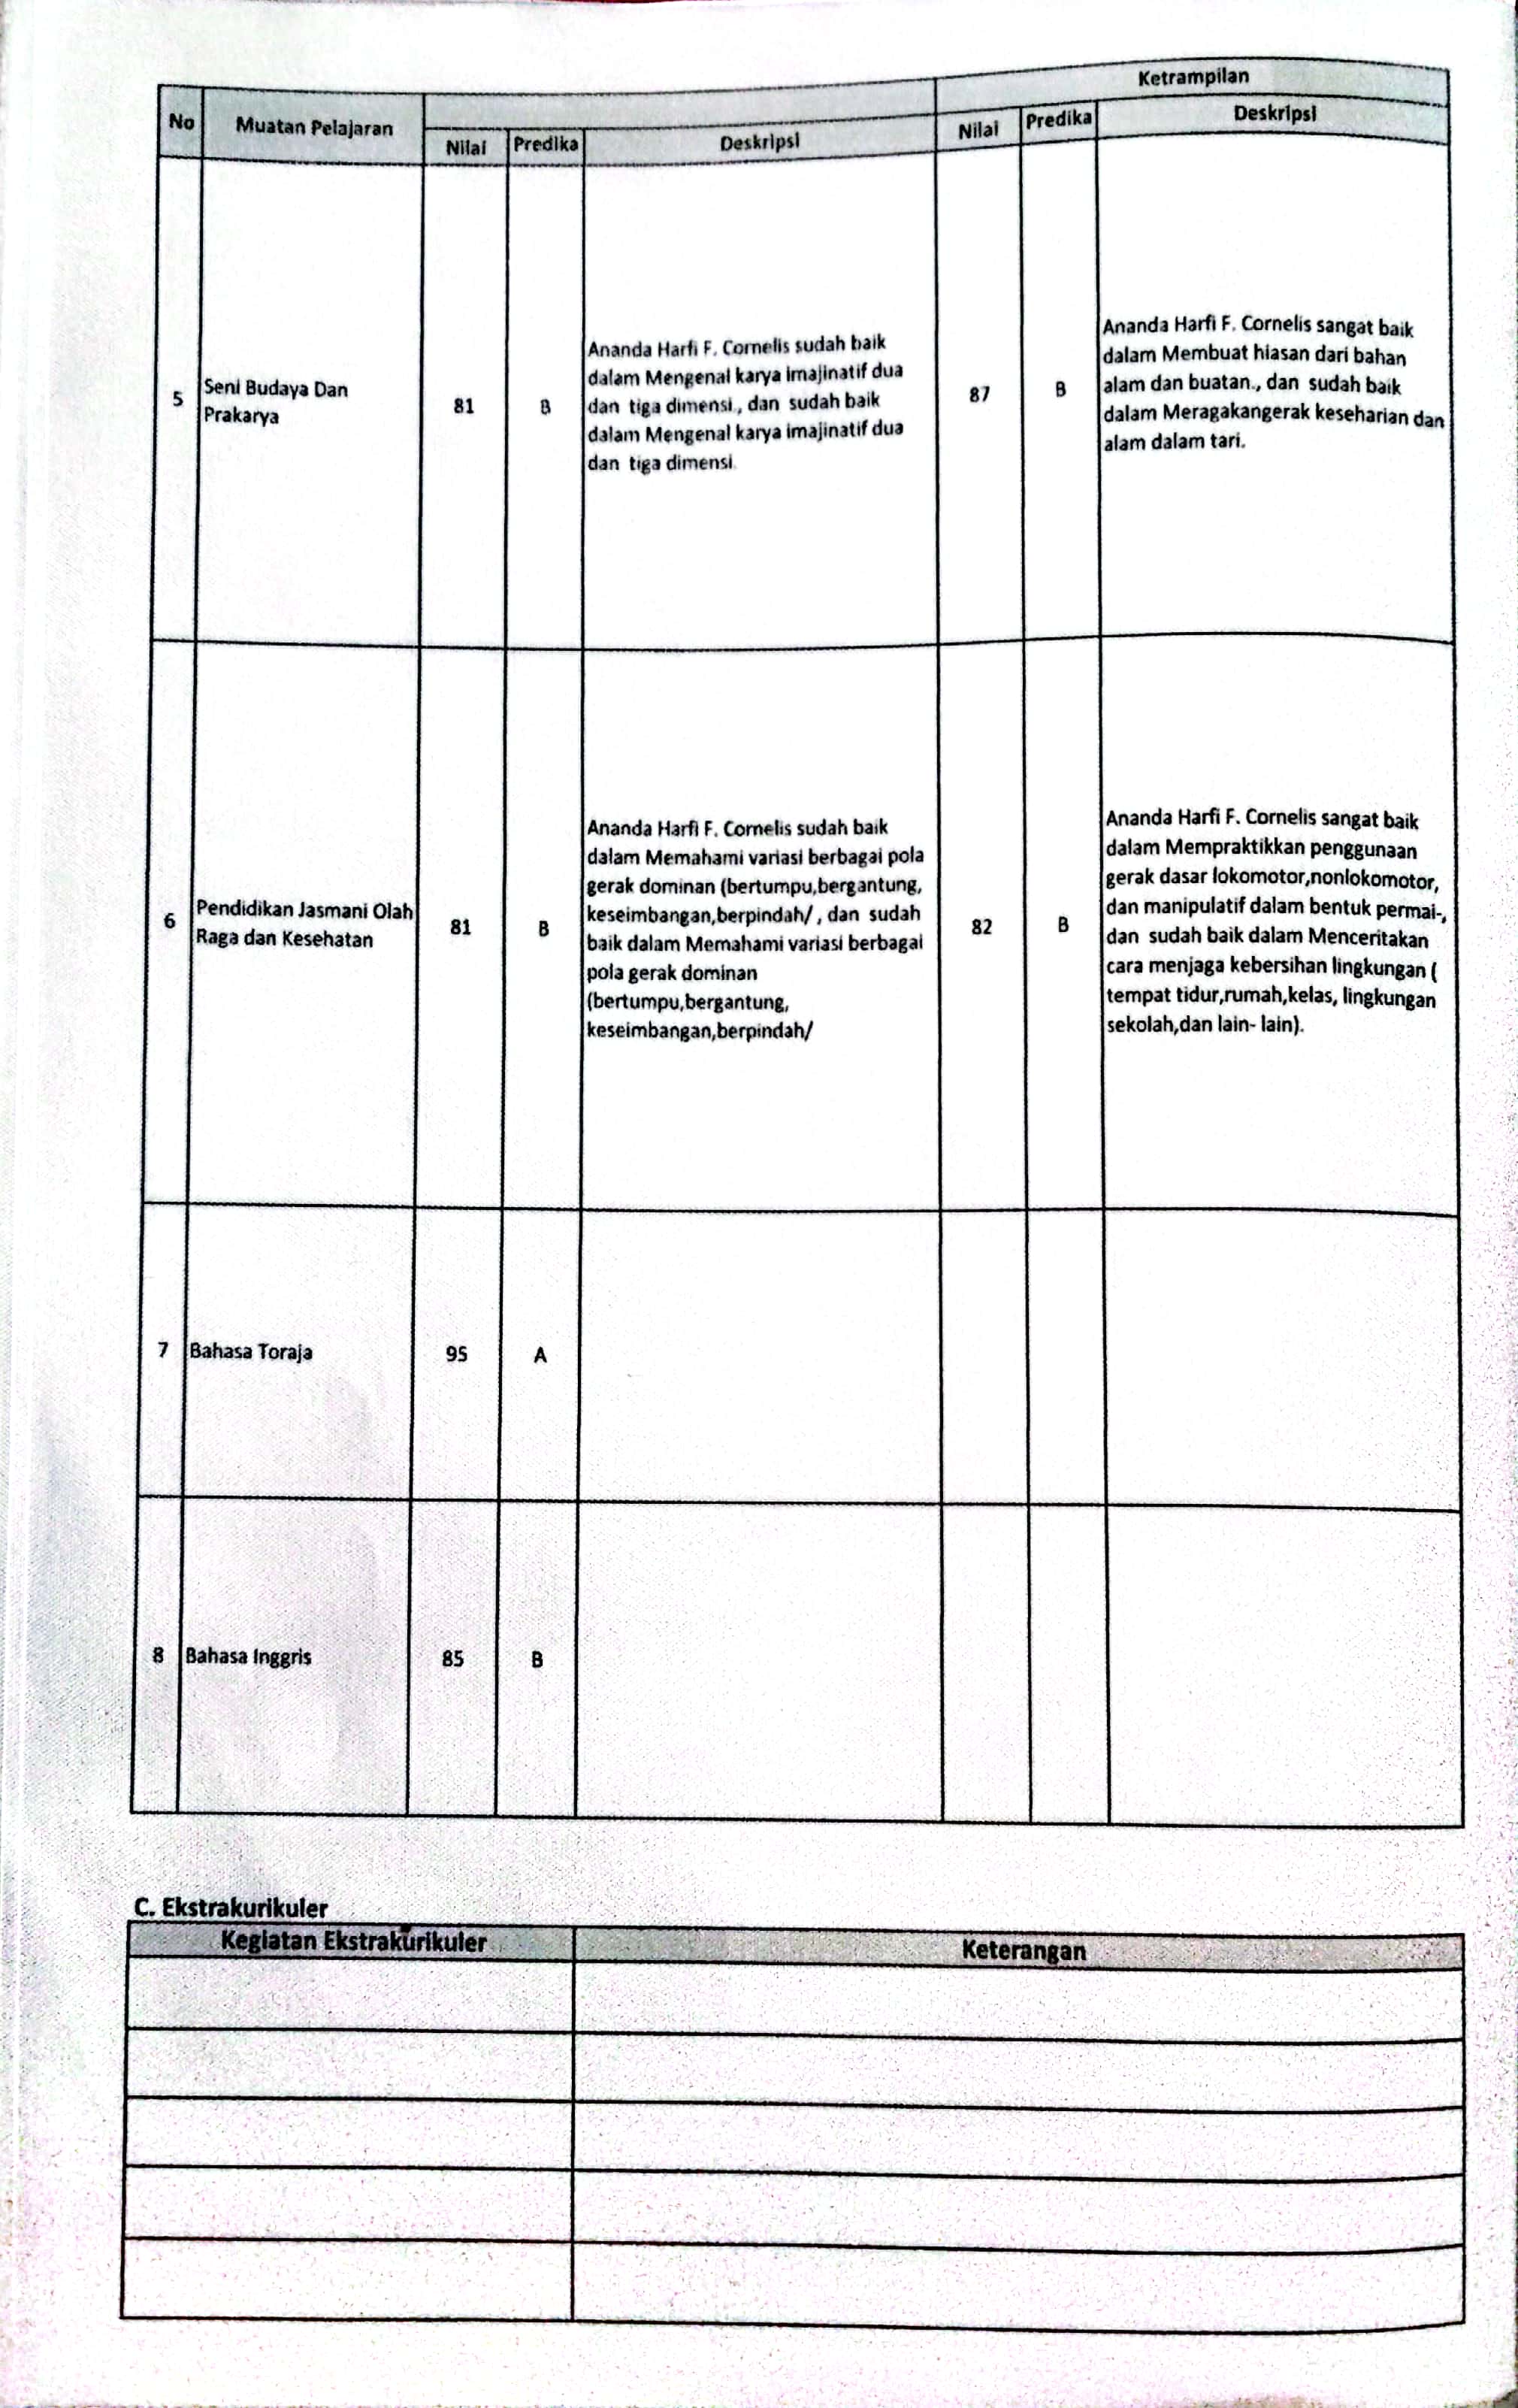 Ketrampilan
No Muatan Pelajaran Nilai Predika Deskripsi Nilai Predika Deskripsi
5
Seni Budaya Dan
Prakarya
81
B
Ananda Harfi F. Cornelis sudah baik
dalam Mengenal karya imajinatif dua
dan tiga dimensi., dan sudah baik
dalam Mengenal karya imajinatif dua
dan tiga dimensi.
87
B
Ananda Harfi F. Cornelis sangat baik
dalam Membuat hiasan dari bahan
alam dan buatan., dan sudah baik
dalam Meragakangerak keseharian dan
alam dalam tari.
6
Pendidikan Jasmani Olah
Raga dan Kesehatan
81
B
Ananda Harfi F. Cornelis sudah baik
dalam Memahami variasi berbagai pola
gerak dominan (bertumpu,bergantung,
keseimbangan,berpindah/ , dan sudah
baik dalam Memahami variasi berbagai
pola gerak dominan
(bertumpu,bergantung,
keseimbangan,berpindah/
82
B
Ananda Harfi F. Cornelis sangat baik
dalam Mempraktikkan penggunaan
gerak dasar lokomotor,nonlokomotor,
dan manipulatif dalam bentuk permai-,
dan sudah baik dalam Menceritakan
cara menjaga kebersihan lingkungan (
tempat tidur,rumah,kelas, lingkungan
sekolah,dan lain- lain).
7 Bahasa Toraja 95 A
8 Bahasa Inggris 85 B
C. Ekstrakurikuler
Kegiatan Ekstrakurikuler Keterangan